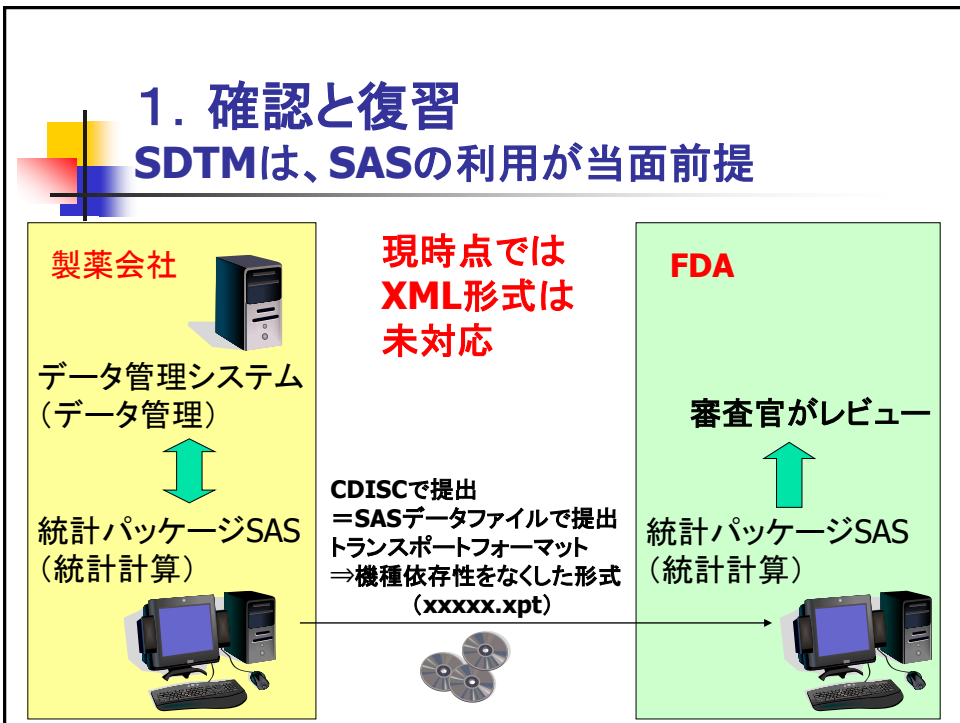 １．確認と復習
SDTMは、SASの利用が当面前提
製薬会社
データ管理システム
（データ管理）
統計パッケージSAS
（統計計算）
現時点では
XML形式は
未対応
CDISCで提出
＝SASデータファイルで提出
トランスポートフォーマット
⇒機種依存性をなくした形式
（xxxxx.xpt）
FDA
審査官がレビュー
統計パッケージSAS
（統計計算）